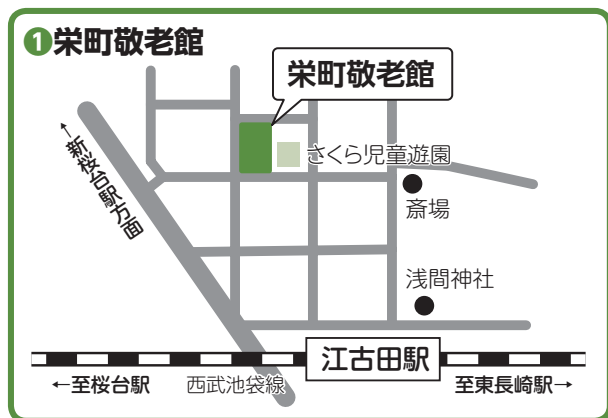 ❶栄町敬老館
栄町敬老館
さくら児童遊園
←新桜台駅方面
斎場
浅間神社
江古田駅
←至桜台駅
西武池袋線
至東長崎駅→